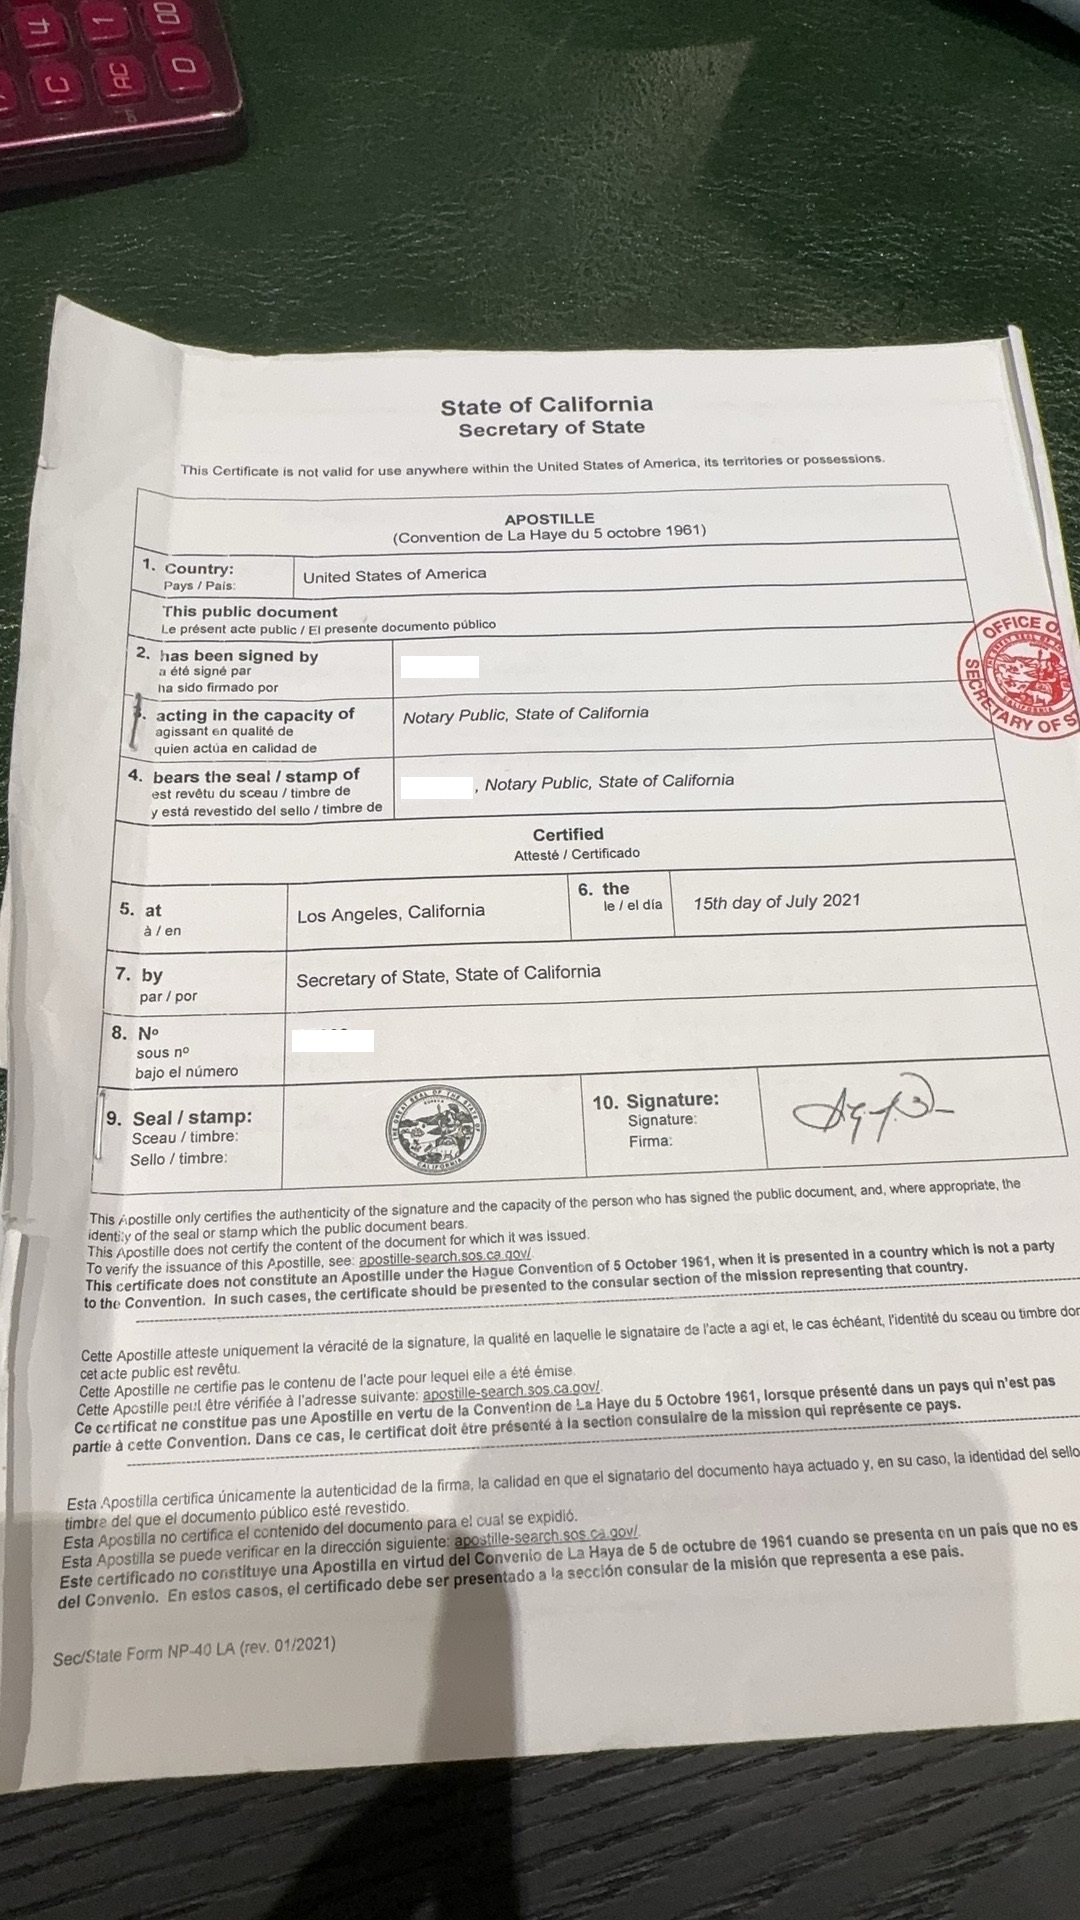 4 1 00
C AC 0
State of California
Secretary of State
This Certificate is not valid for use anywhere within the United States of America, its territories or possessions.
APOSTILLE
(Convention de La Haye du 5 octobre 1961)
1. Country:
Pays / País:
United States of America
This public document
Le présent acte public / El presente documento público
2. has been signed by
a été signé par
ha sido firmado por
acting in the capacity of
agissant en qualité de
quien actúa en calidad de
Notary Public, State of California
4. bears the seal / stamp of
est revêtu du sceau / timbre de
y está revestido del sello / timbre de
, Notary Public, State of California
OFFICE O
SECRETARY OF S
Certified
Attesté / Certificado
5. at
à / en
Los Angeles, California
6. the
le / el día
15th day of July 2021
7. by
par / por
Secretary of State, State of California
8. Nº
sous nº
bajo el número
9. Seal / stamp:
Sceau / timbre:
Sello / timbre:
THE GREAT SEAL OF THE STATE OF CALIFORNIA
10. Signature:
Signature:
Firma:
This Apostille only certifies the authenticity of the signature and the capacity of the person who has signed the public document, and, where appropriate, the
identity of the seal or stamp which the public document bears.
This Apostille does not certify the content of the document for which it was issued.
To verify the issuance of this Apostille, see: apostille-search.sos.ca.gov/.
This certificate does not constitute an Apostille under the Hague Convention of 5 October 1961, when it is presented in a country which is not a party
to the Convention. In such cases, the certificate should be presented to the consular section of the mission representing that country.
Cette Apostille atteste uniquement la véracité de la signature, la qualité en laquelle le signataire de l'acte a agi et, le cas échéant, l'identité du sceau ou timbre don
cet acte public est revêtu.
Cette Apostille ne certifie pas le contenu de l'acte pour lequel elle a été émise.
Cette Apostille peut être vérifiée à l'adresse suivante: apostille-search.sos.ca.gov/.
Ce certificat ne constitue pas une Apostille en vertu de la Convention de La Haye du 5 Octobre 1961, lorsque présenté dans un pays qui n'est pas
partie à cette Convention. Dans ce cas, le certificat doit être présenté à la section consulaire de la mission qui représente ce pays.
Esta Apostilla certifica únicamente la autenticidad de la firma, la calidad en que el signatario del documento haya actuado y, en su caso, la identidad del sello
timbre del que el documento público esté revestido.
Esta Apostilla no certifica el contenido del documento para el cual se expidió.
Esta Apostilla se puede verificar en la dirección siguiente: apostille-search.sos.ca.gov/.
Este certificado no constituye una Apostilla en virtud del Convenio de La Haya de 5 de octubre de 1961 cuando se presenta en un país que no es
del Convenio. En estos casos, el certificado debe ser presentado a la sección consular de la misión que representa a ese país.
Sec/State Form NP-40 LA (rev. 01/2021)